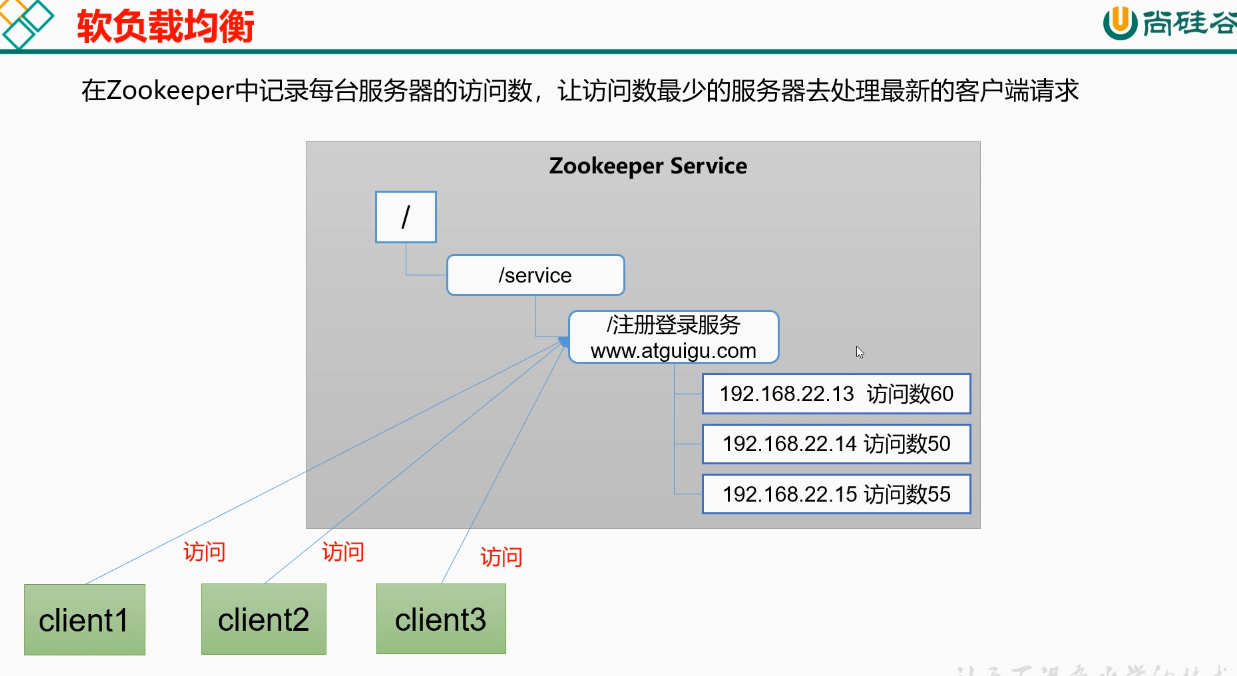 软负载均衡
尚硅谷
在Zookeeper中记录每台服务器的访问数，让访问数最少的服务器去处理最新的客户端请求
Zookeeper Service
/
/service
/注册登录服务
www.atguigu.com
192.168.22.13 访问数60
192.168.22.14 访问数50
192.168.22.15 访问数55
访问
访问
访问
client1
client2
client3